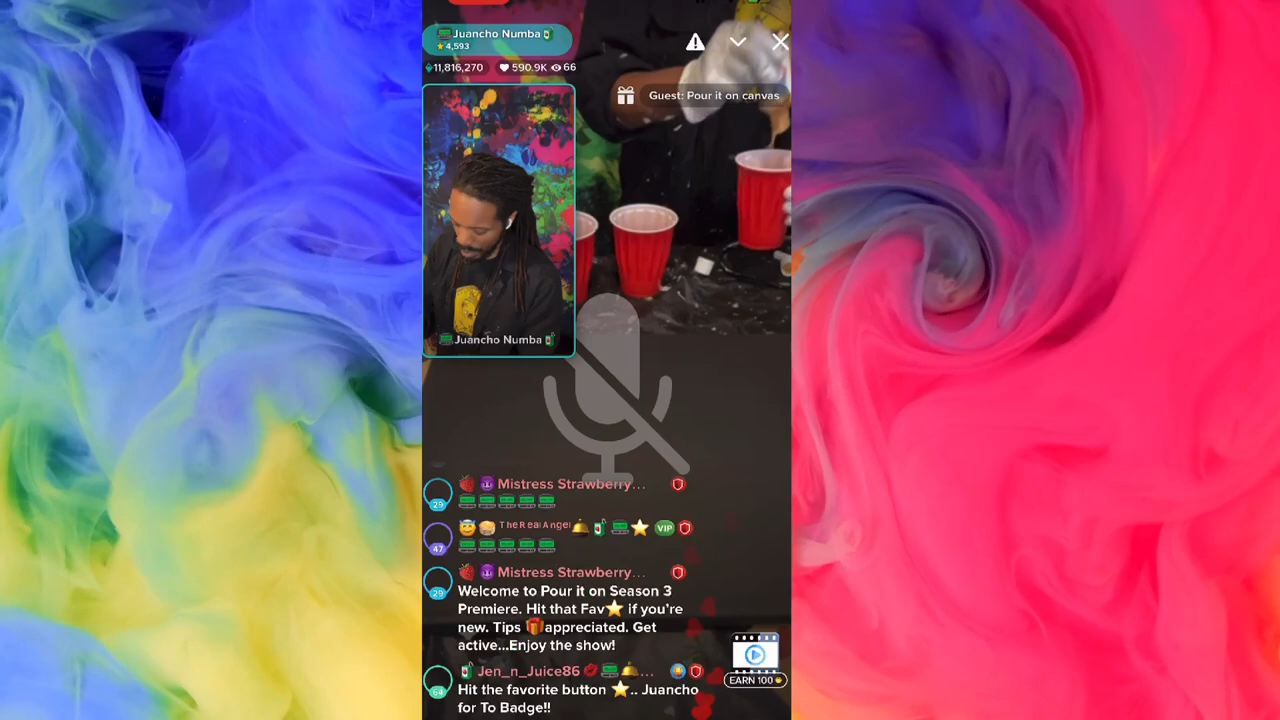 Juancho Numba
4,593
11,816,270 590.9K 66
Guest: Pour it on canvas
Juancho Numba
Mistress Strawberry...
29
TheRealAngel
VIP
47
Mistress Strawberry...
29
Welcome to Pour it on Season 3
Premiere. Hit that Fav⭐ if you're
new. Tips 🎁appreciated. Get
active...Enjoy the show!
Jen_n_Juice86
64
Hit the favorite button ⭐.. Juancho
for To Badge!!
EARN 100